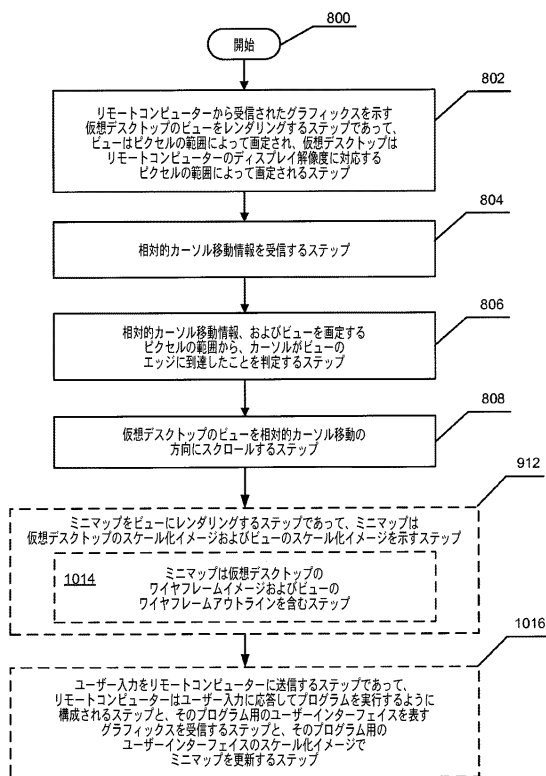 800
開始
802
リモートコンピューターから受信されたグラフィックスを示す
仮想デスクトップのビューをレンダリングするステップであって、
ビューはピクセルの範囲によって画定され、仮想デスクトップは
リモートコンピューターのディスプレイ解像度に対応する
ピクセルの範囲によって画定されるステップ
804
相対的カーソル移動情報を受信するステップ
806
相対的カーソル移動情報、およびビューを画定する
ピクセルの範囲から、カーソルがビューの
エッジに到達したことを判定するステップ
808
仮想デスクトップのビューを相対的カーソル移動の
方向にスクロールするステップ
912
ミニマップをビューにレンダリングするステップであって、ミニマップは
仮想デスクトップのスケール化イメージおよびビューのスケール化イメージを示すステップ
1014
ミニマップは仮想デスクトップの
ワイヤフレームイメージおよびビューの
ワイヤフレームアウトラインを含むステップ
1016
ユーザー入力をリモートコンピューターに送信するステップであって、
リモートコンピューターはユーザー入力に応答してプログラムを実行するように
構成されるステップと、そのプログラム用のユーザーインターフェイスを表す
グラフィックスを受信するステップと、そのプログラム用の
ユーザーインターフェイスのスケール化イメージで
ミニマップを更新するステップ